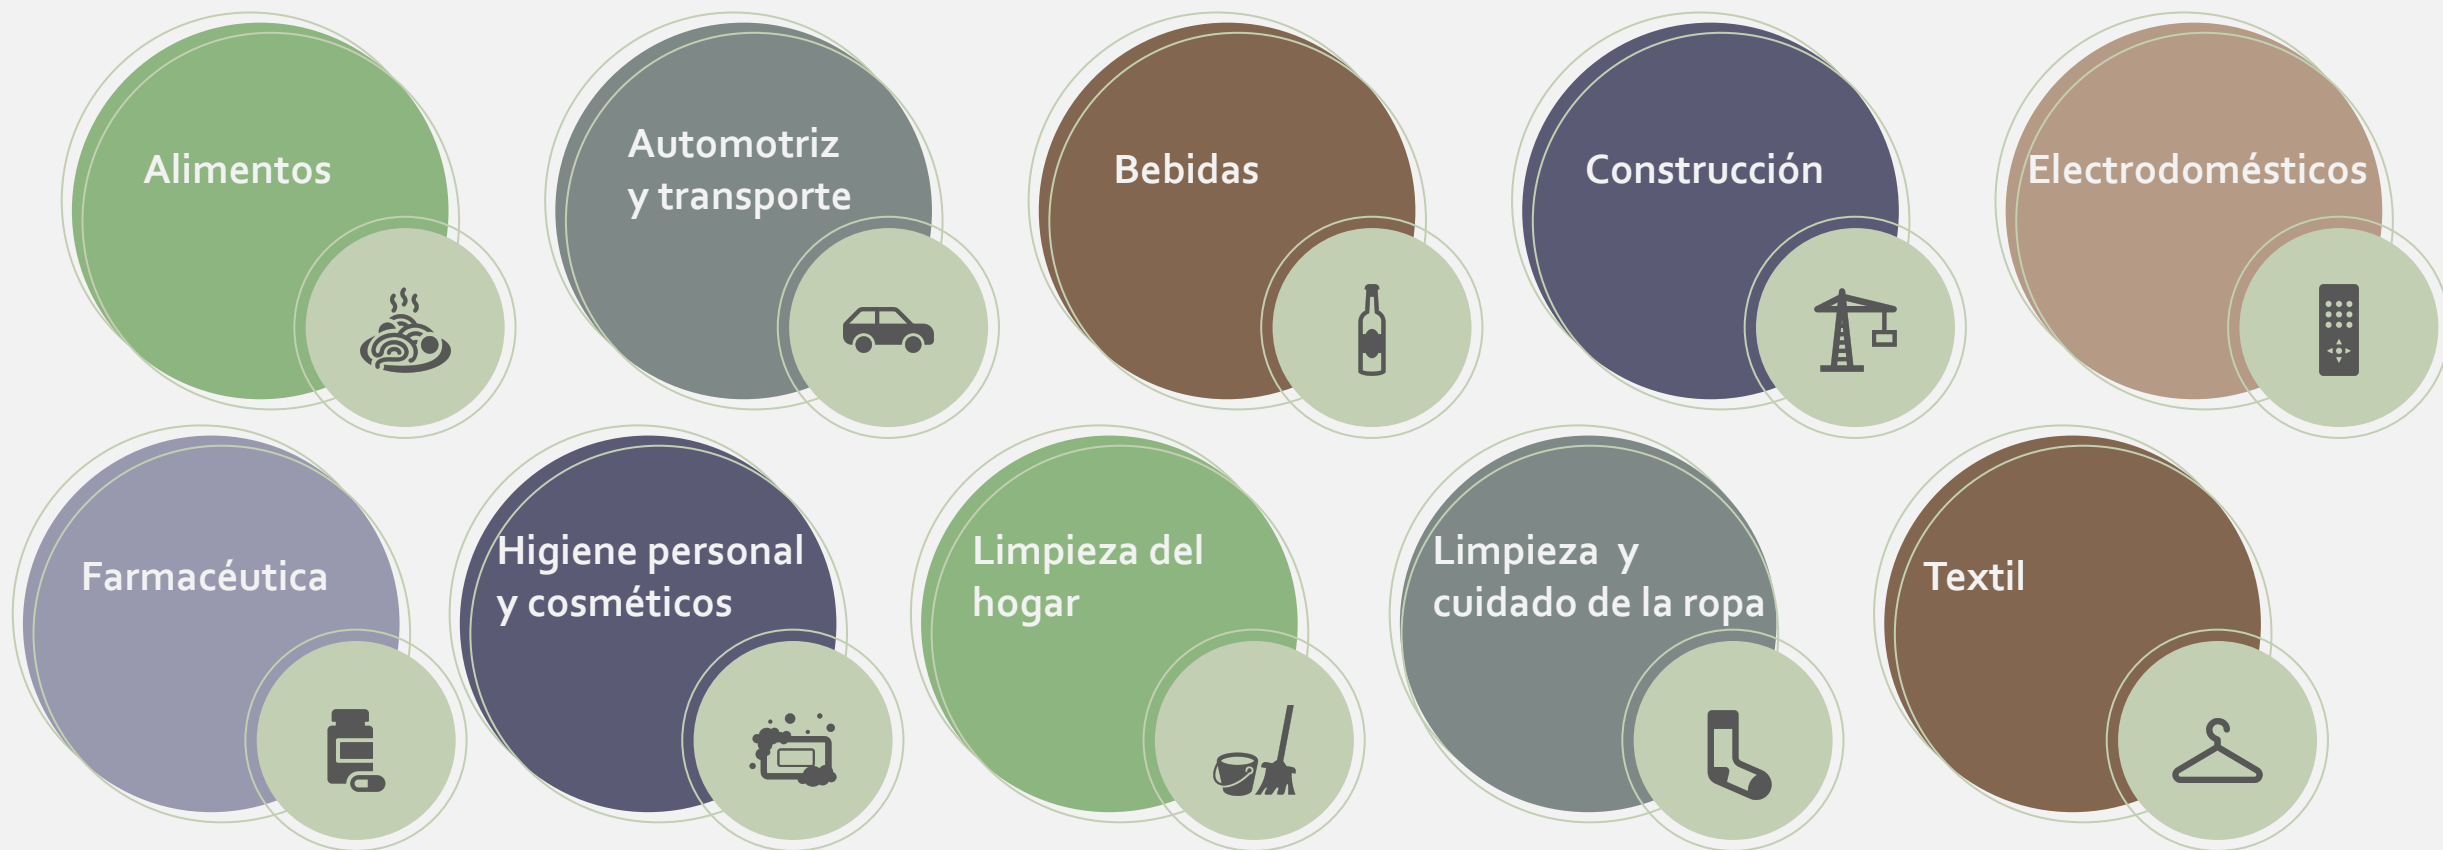 Alimentos
Automotriz
y transporte
Bebidas
Construcción
Electrodomésticos
Farmacéutica
Higiene personal
y cosméticos
Limpieza del
hogar
Limpieza  y
cuidado de la ropa
Textil